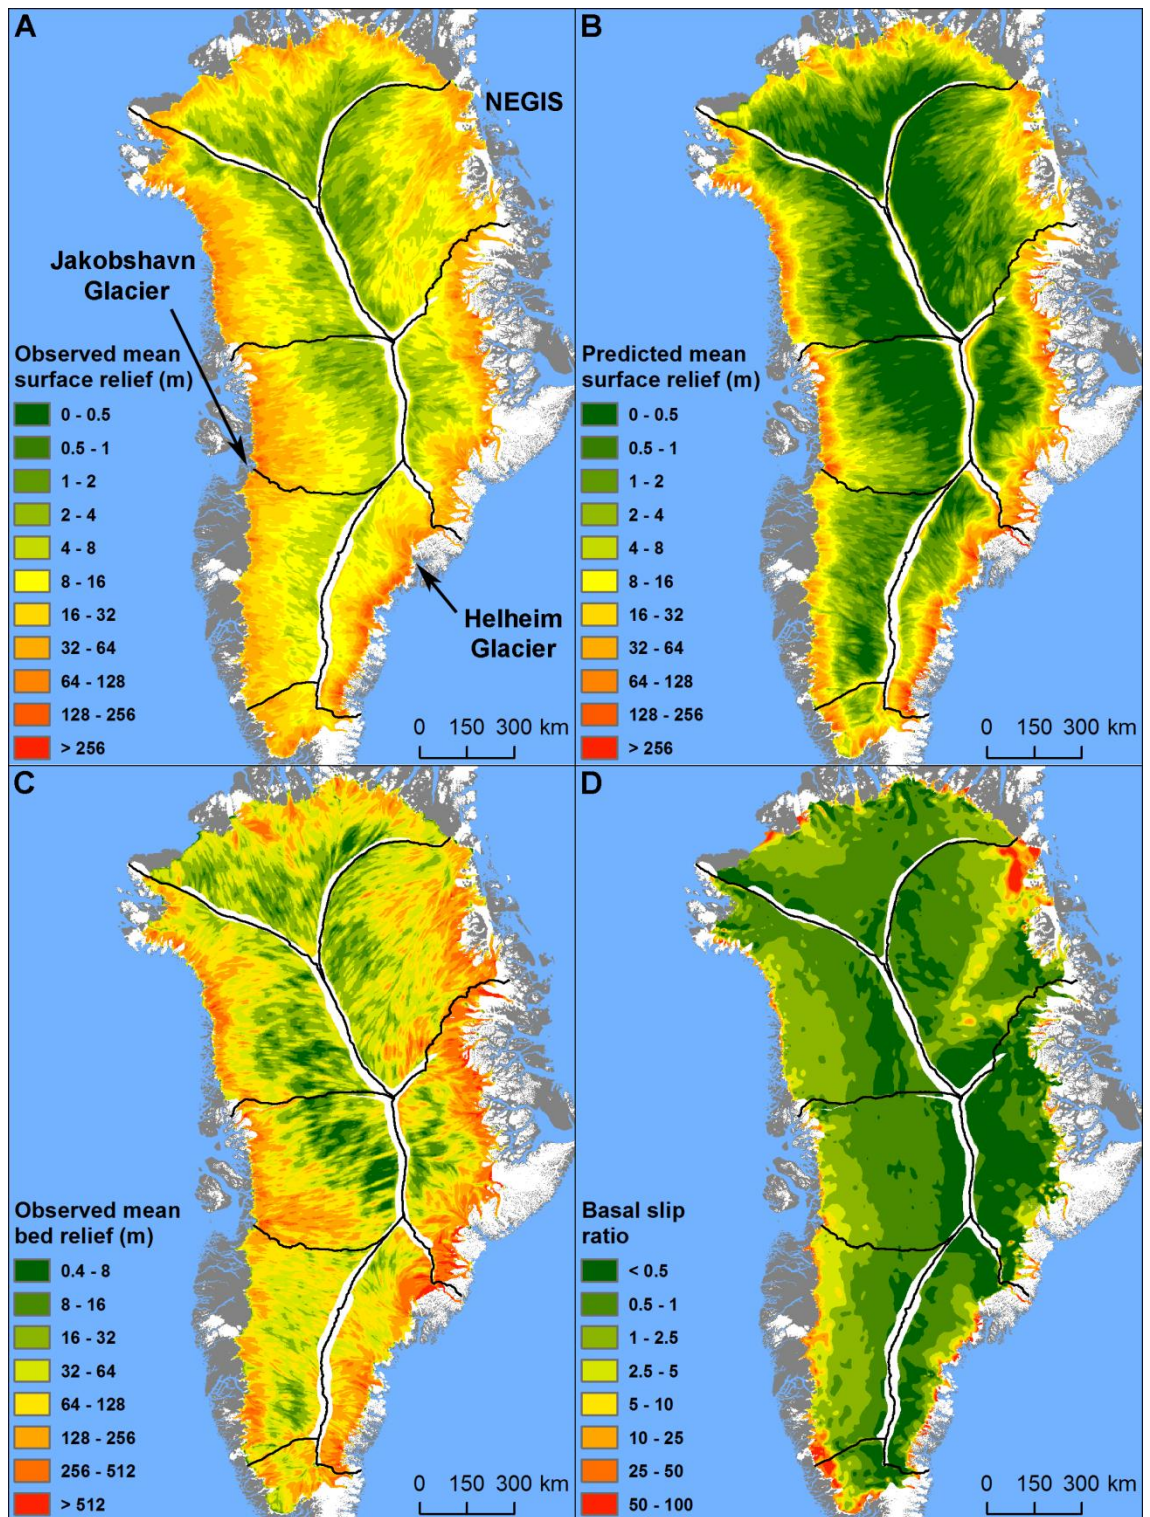 A
NEGIS
Jakobshavn
Glacier
Observed mean
surface relief (m)
0 - 0.5
0.5 - 1
1 - 2
2 - 4
4 - 8
8 - 16
16 - 32
32 - 64
64 - 128
128 - 256
> 256
Helheim
Glacier
0 150 300 km
B
Predicted mean
surface relief (m)
0 - 0.5
0.5 - 1
1 - 2
2 - 4
4 - 8
8 - 16
16 - 32
32 - 64
64 - 128
128 - 256
> 256
0 150 300 km
C
Observed mean
bed relief (m)
0.4 - 8
8 - 16
16 - 32
32 - 64
64 - 128
128 - 256
256 - 512
> 512
0 150 300 km
D
Basal slip
ratio
< 0.5
0.5 - 1
1 - 2.5
2.5 - 5
5 - 10
10 - 25
25 - 50
50 - 100
0 150 300 km